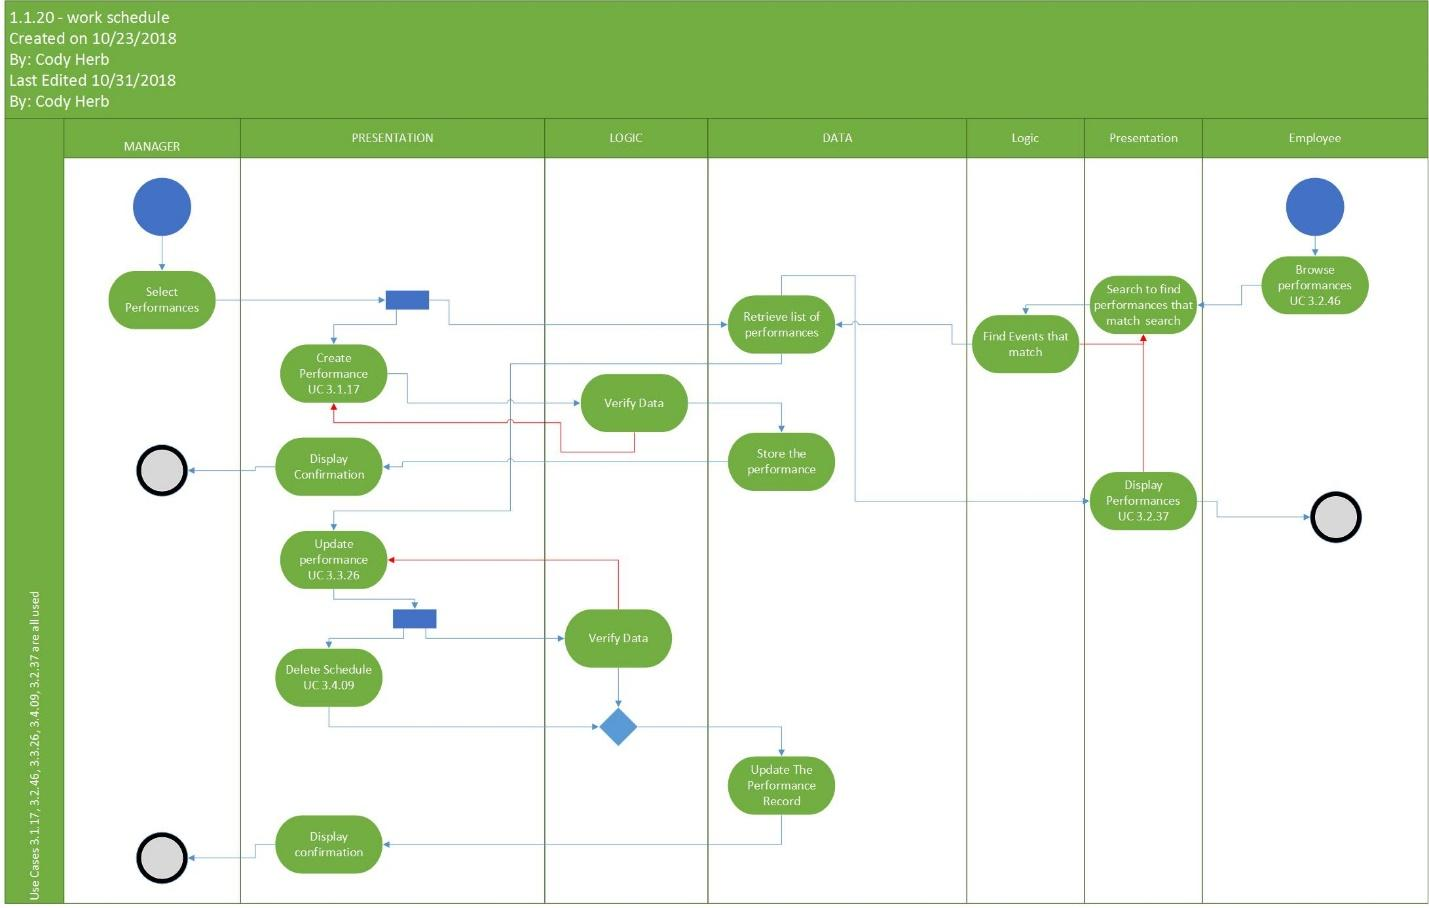 1.1.20 - work schedule
Created on 10/23/2018
By: Cody Herb
Last Edited 10/31/2018
By: Cody Herb
MANAGER
PRESENTATION
LOGIC
DATA
Logic
Presentation
Employee
Select
Performances
Create
Performance
UC 3.1.17
Verify Data
Retrieve list of
performances
Find Events that
match
Search to find
performances that
match search
Browse
performances
UC 3.2.46
Display
Confirmation
Store the
performance
Display
Performances
UC 3.2.37
Update
performance
UC 3.3.26
Verify Data
Delete Schedule
UC 3.4.09
Update The
Performance
Record
Display
confirmation
Use Cases 3.1.17, 3.2.46, 3.3.26, 3.4.09, 3.2.37 are all used